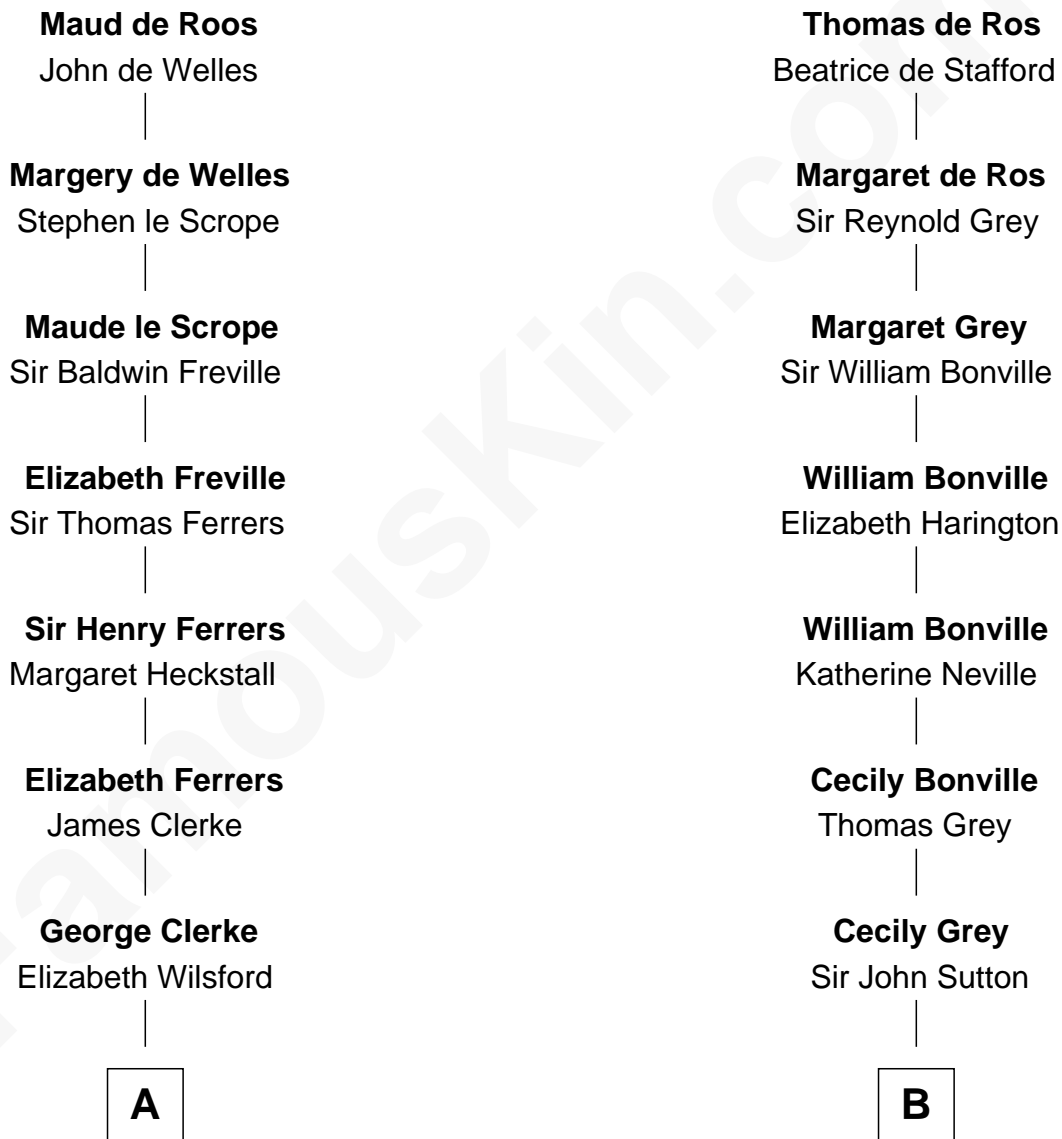 Maud de Roos
John de Welles
Margery de Welles
Stephen le Scrope
Maude le Scrope
Sir Baldwin Freville
Elizabeth Freville
Sir Thomas Ferrers
Sir Henry Ferrers
Margaret Heckstall
Elizabeth Ferrers
James Clerke
George Clerke
Elizabeth Wilsford
A
Thomas de Ros
Beatrice de Stafford
Margaret de Ros
Sir Reynold Grey
Margaret Grey
Sir William Bonville
William Bonville
Elizabeth Harington
William Bonville
Katherine Neville
Cecily Bonville
Thomas Grey
Cecily Grey
Sir John Sutton
B
FamousKin.com